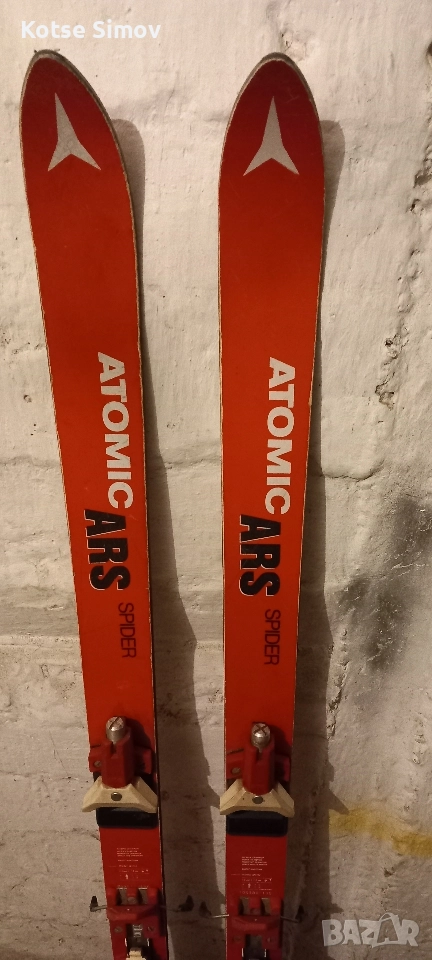 Kotse Simov
ATOMIC ARS SPIDER
ATOMIC ARS SPIDER
BAZAR